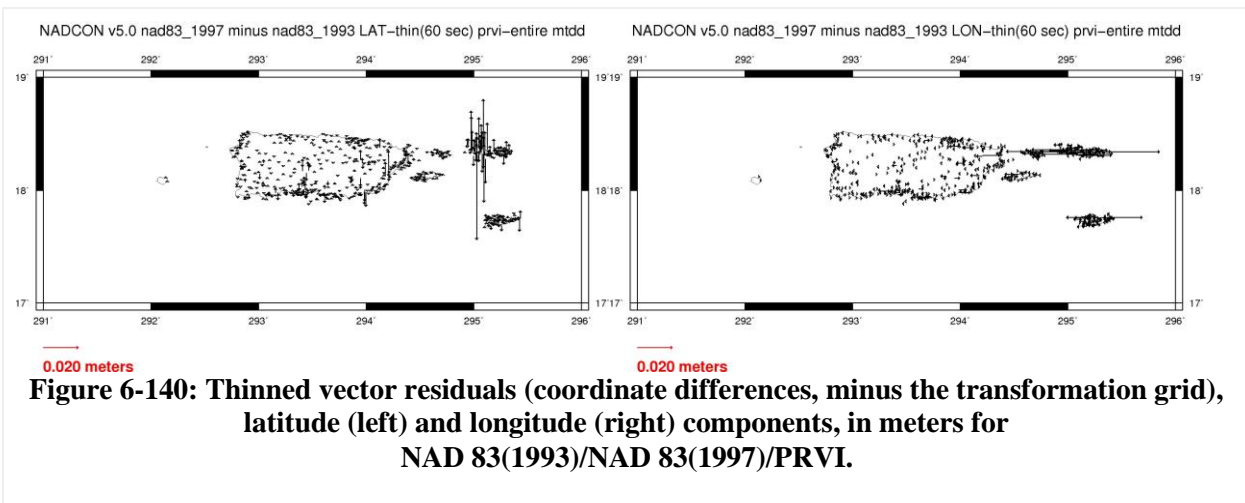 NADCON v5.0 nad83_1997 minus nad83_1993 LAT−thin(60 sec) prvi−entire mtdd
NADCON v5.0 nad83_1997 minus nad83_1993 LON−thin(60 sec) prvi−entire mtdd
291˚ 292˚ 293˚ 294˚ 295˚ 296˚
291˚ 292˚ 293˚ 294˚ 295˚ 296˚
19˚ 19˚19˚ 19˚
18˚ 18˚18˚ 18˚
17˚ 17˚17˚ 17˚
291˚ 292˚ 293˚ 294˚ 295˚ 296˚
291˚ 292˚ 293˚ 294˚ 295˚ 296˚
0.020 meters
0.020 meters
Figure 6-140: Thinned vector residuals (coordinate differences, minus the transformation grid),
latitude (left) and longitude (right) components, in meters for
NAD 83(1993)/NAD 83(1997)/PRVI.